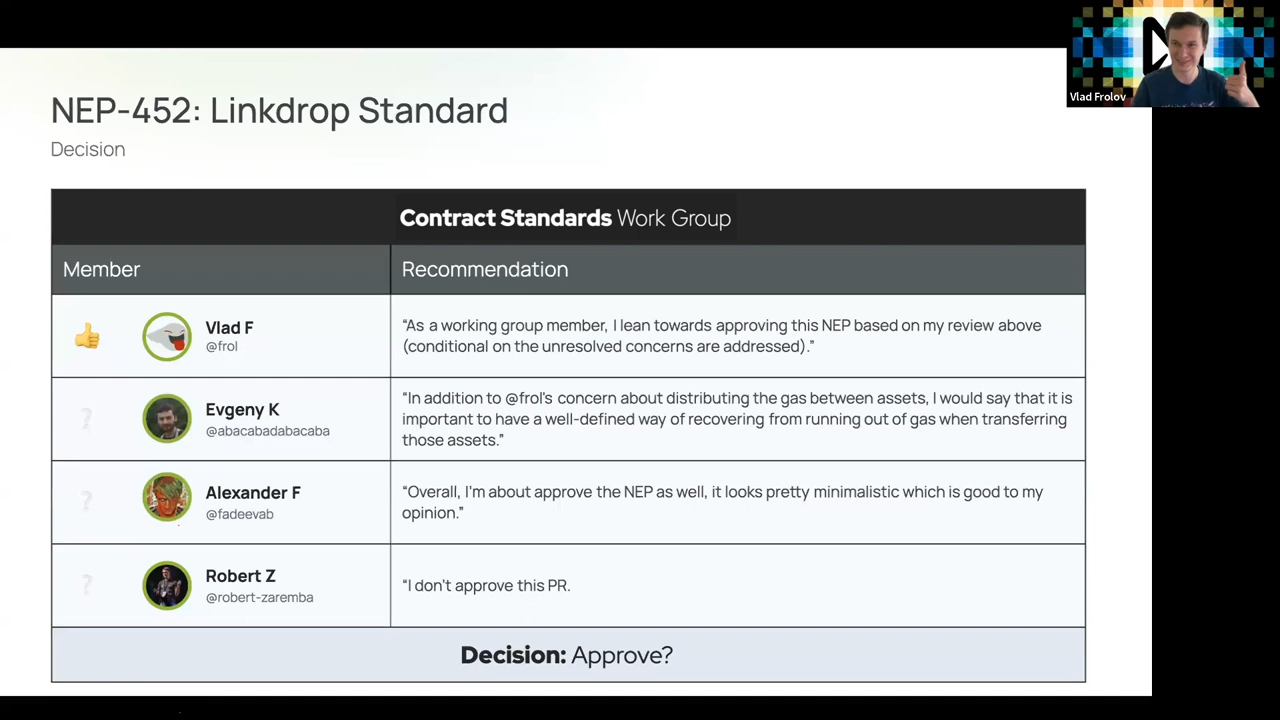 Vlad Frolov
NEP-452: Linkdrop Standard
Decision
Contract Standards Work Group
Member
Recommendation
Vlad F
@frol
“As a working group member, I lean towards approving this NEP based on my review above
(conditional on the unresolved concerns are addressed).”
Evgeny K
@abacabadabacaba
“In addition to @frol's concern about distributing the gas between assets, I would say that it is
important to have a well-defined way of recovering from running out of gas when transferring
those assets.”
Alexander F
@fadeevab
“Overall, I'm about approve the NEP as well, it looks pretty minimalistic which is good to my
opinion.”
Robert Z
@robert-zaremba
“I don't approve this PR.
Decision: Approve?